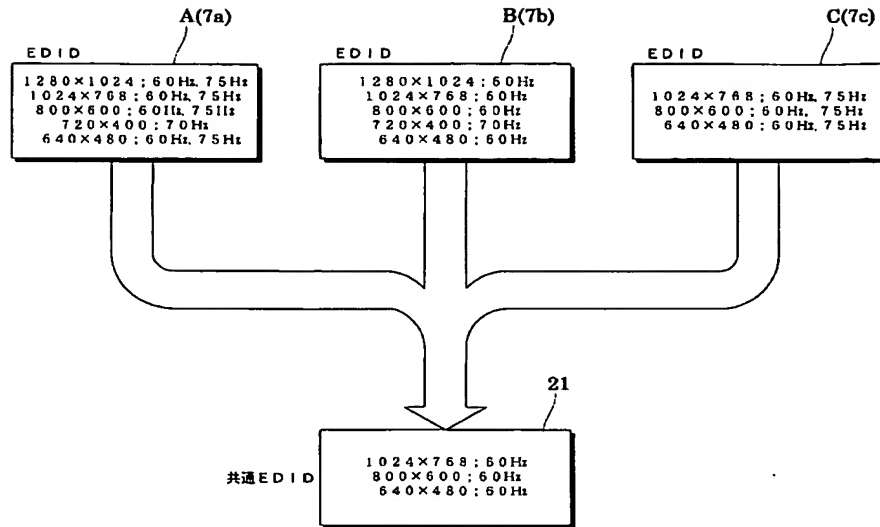 A(7a)
EDID
1280×1024;60Hz,75Hz
1024×768;60Hz,75Hz
800×600;60Hz,75Hz
720×400;70Hz
640×480;60Hz,75Hz
B(7b)
EDID
1280×1024;60Hz
1024×768;60Hz
800×600;60Hz
720×400;70Hz
640×480;60Hz
C(7c)
EDID
1024×768;60Hz,75Hz
800×600;60Hz,75Hz
640×480;60Hz,75Hz
21
共通EDID
1024×768;60Hz
800×600;60Hz
640×480;60Hz